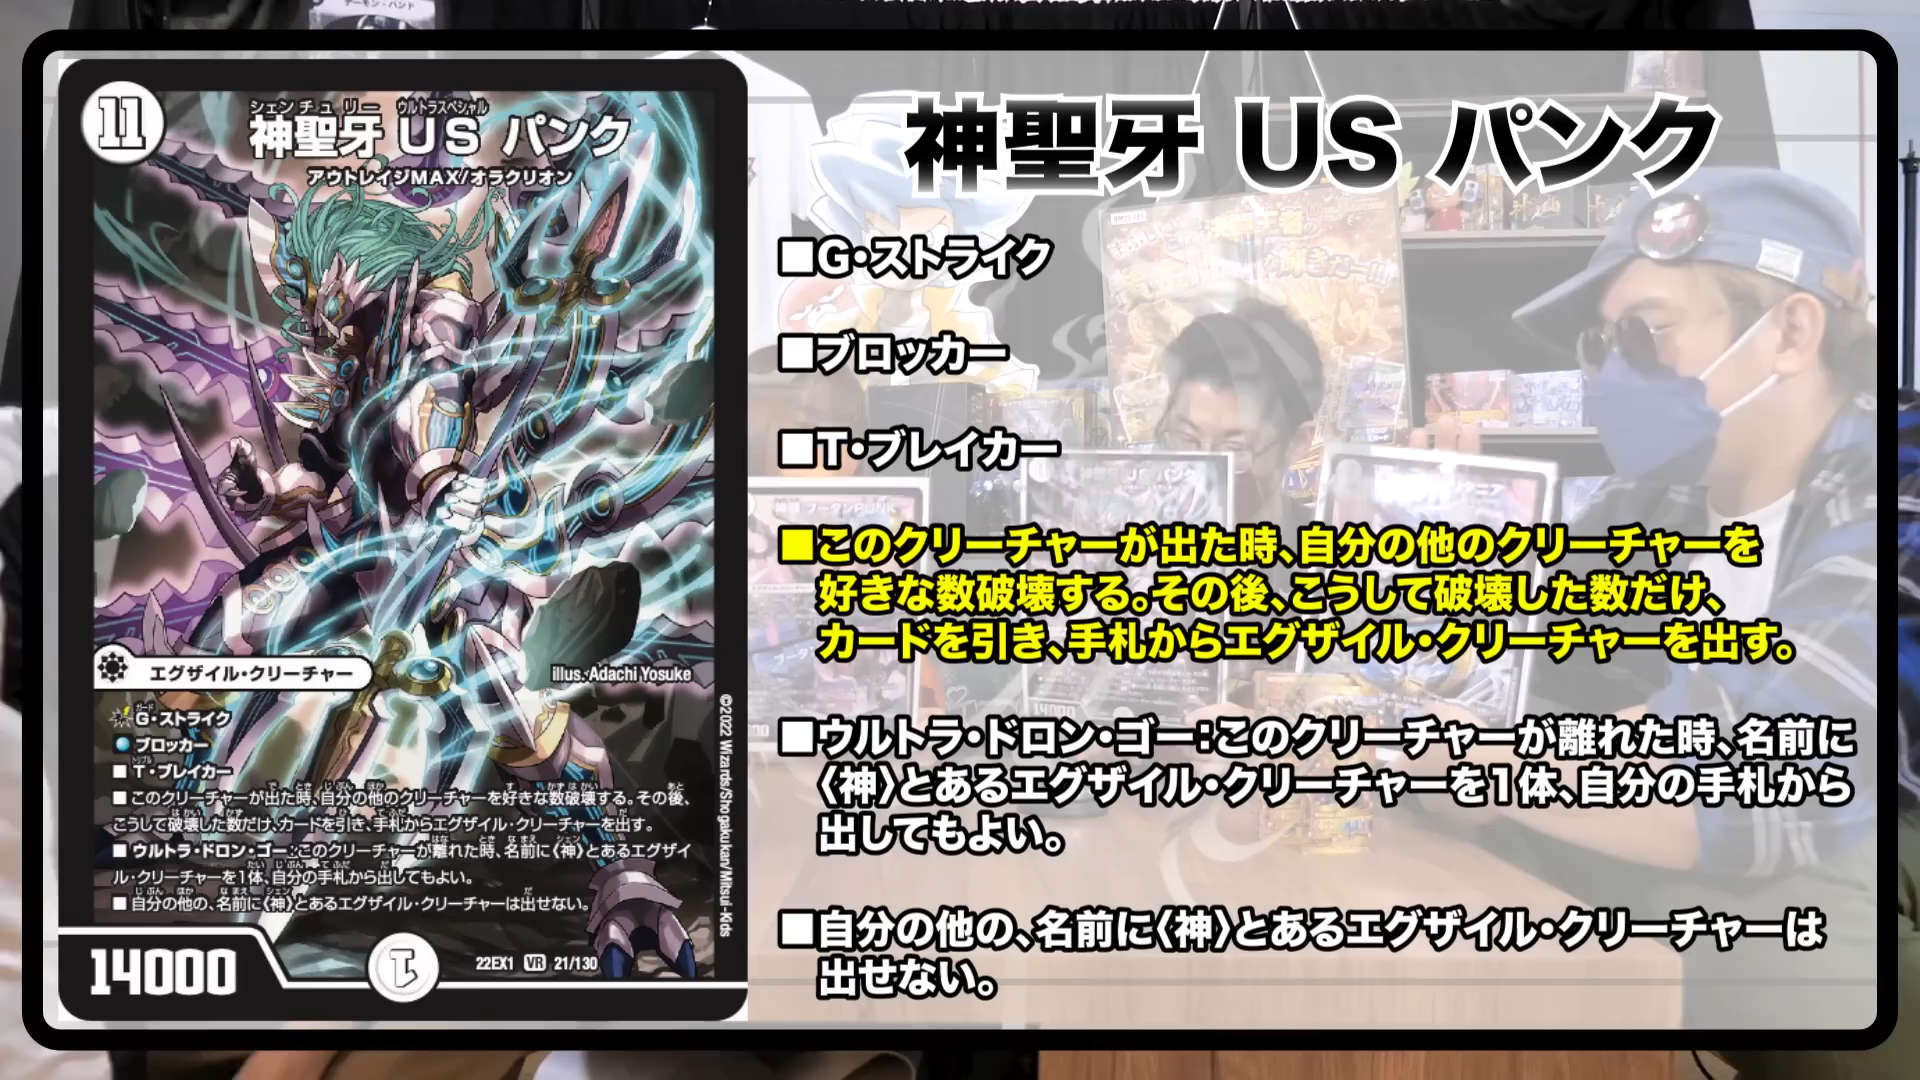 デーモン・ハンド
11
シェンチュリー ウルトラスペシャル
神聖牙 US パンク
アウトレイジMAX/オラクリオン
エグザイル・クリーチャー
illus. Adachi Yosuke
G・ストライク
ブロッカー
■ T・ブレイカー
■ このクリーチャーが出た時、自分の他のクリーチャーを好きな数破壊する。その後、
こうして破壊した数だけ、カードを引き、手札からエグザイル・クリーチャーを出す。
■ ウルトラ・ドロン・ゴー:このクリーチャーが離れた時、名前に《神》とあるエグザイ
ル・クリーチャーを1体、自分の手札から出してもよい。
■ 自分の他の、名前に《神》とあるエグザイル・クリーチャーは出せない。
©2022 Wizards/Shogakukan/Mitsui-Kids
14000
1
22EX1 VR 21/130
神聖牙 US パンク
■G・ストライク
■ブロッカー
■T・ブレイカー
■このクリーチャーが出た時、自分の他のクリーチャーを
好きな数破壊する。その後、こうして破壊した数だけ、
カードを引き、手札からエグザイル・クリーチャーを出す。
■ウルトラ・ドロン・ゴー:このクリーチャーが離れた時、名前に
〈神〉とあるエグザイル・クリーチャーを1体、自分の手札から
出してもよい。
■自分の他の、名前に〈神〉とあるエグザイル・クリーチャーは
出せない。